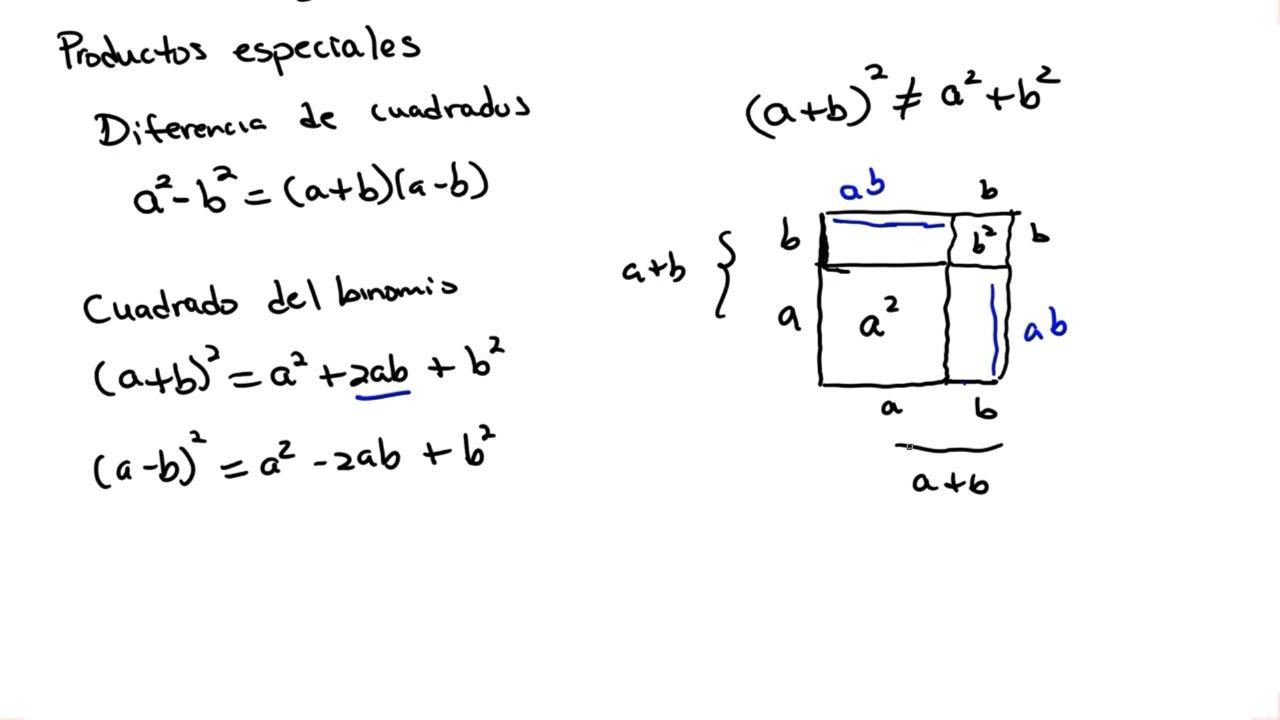 Productos especiales
Diferencia de cuadrados
a² - b² = (a+b)(a-b)
Cuadrado del binomio
(a+b)² = a² + 2ab + b²
(a-b)² = a² - 2ab + b²
(a+b)² ≠ a² + b²
ab b
b b² b
a+b
a a² ab
a b
a+b